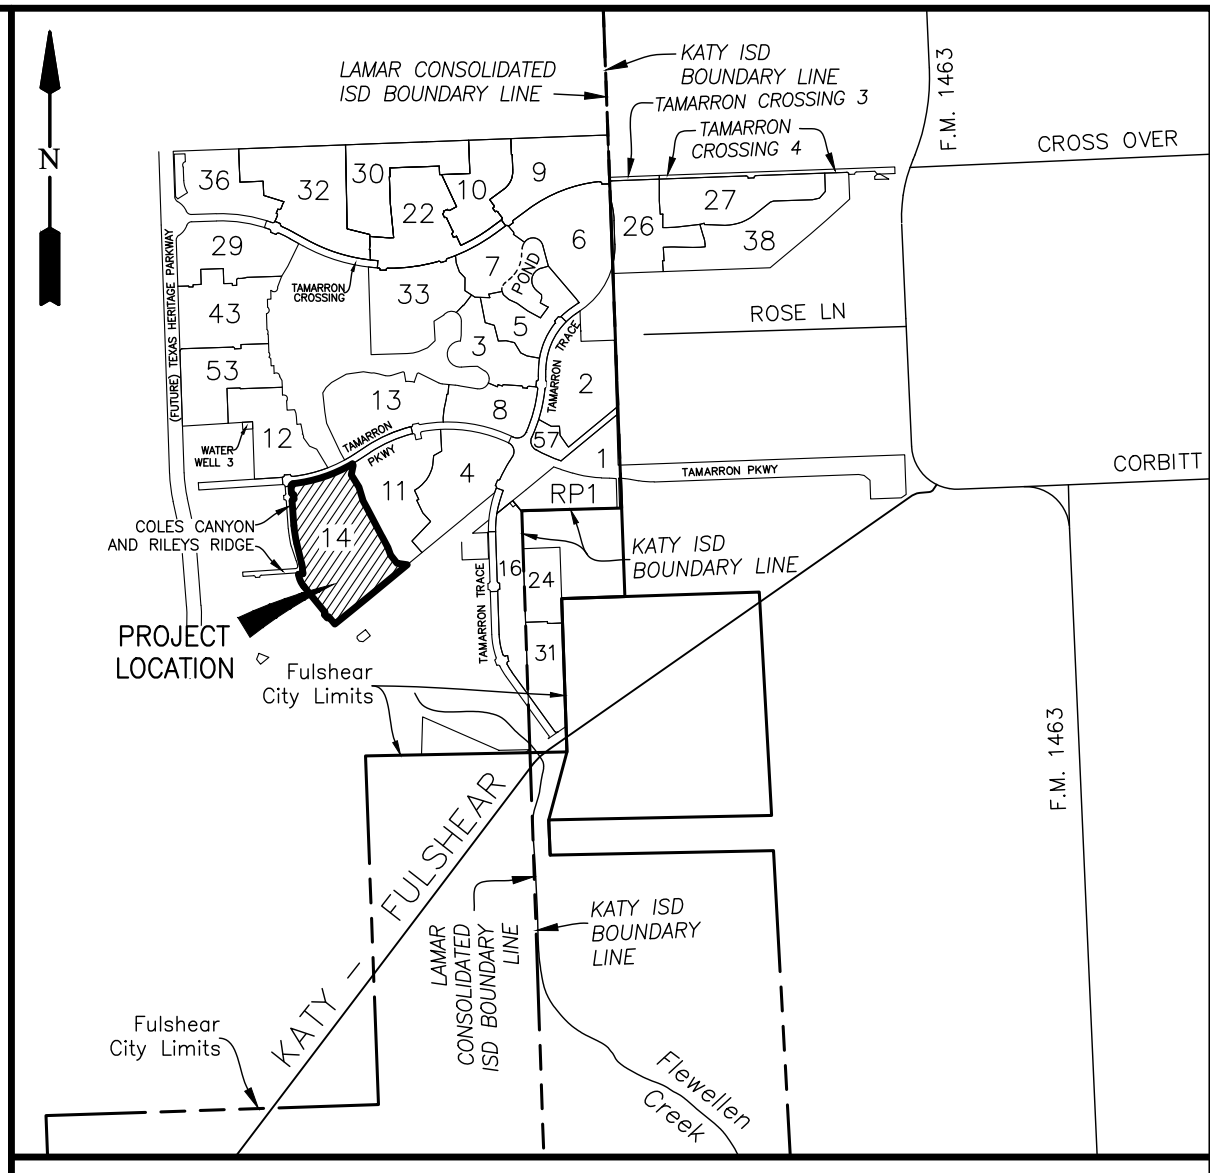 KATY ISD
BOUNDARY LINE
LAMAR CONSOLIDATED
ISD BOUNDARY LINE
TAMARRON CROSSING 3
TAMARRON
CROSSING 4
F.M. 1463
CROSS OVER
N
36
32
30
22
10
9
27
26
38
6
29
7
POND
TAMARRON
CROSSING
33
43
5
3
ROSE LN
(FUTURE) TEXAS HERITAGE PARKWAY
TAMARRON TRACE
53
13
8
2
12
WATER
WELL 3
TAMARRON
PKWY
57
1
4
TAMARRON PKWY
CORBITT
11
RP1
COLES CANYON
AND RILEYS RIDGE
14
KATY ISD
BOUNDARY LINE
16
24
TAMARRON TRACE
31
PROJECT
LOCATION
Fulshear
City Limits
F.M. 1463
KATY - FULSHEAR
KATY ISD
BOUNDARY
LINE
LAMAR
CONSOLIDATED
ISD BOUNDARY
LINE
Fulshear
City Limits
Flewellen
Creek